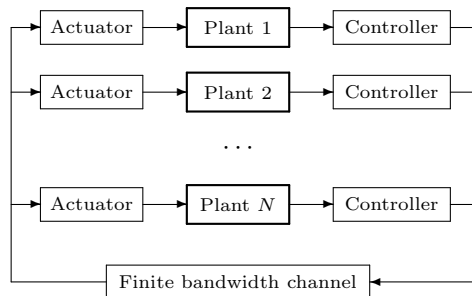 Actuator Plant 1 Controller
Actuator Plant 2 Controller
...
Actuator Plant N Controller
Finite bandwidth channel